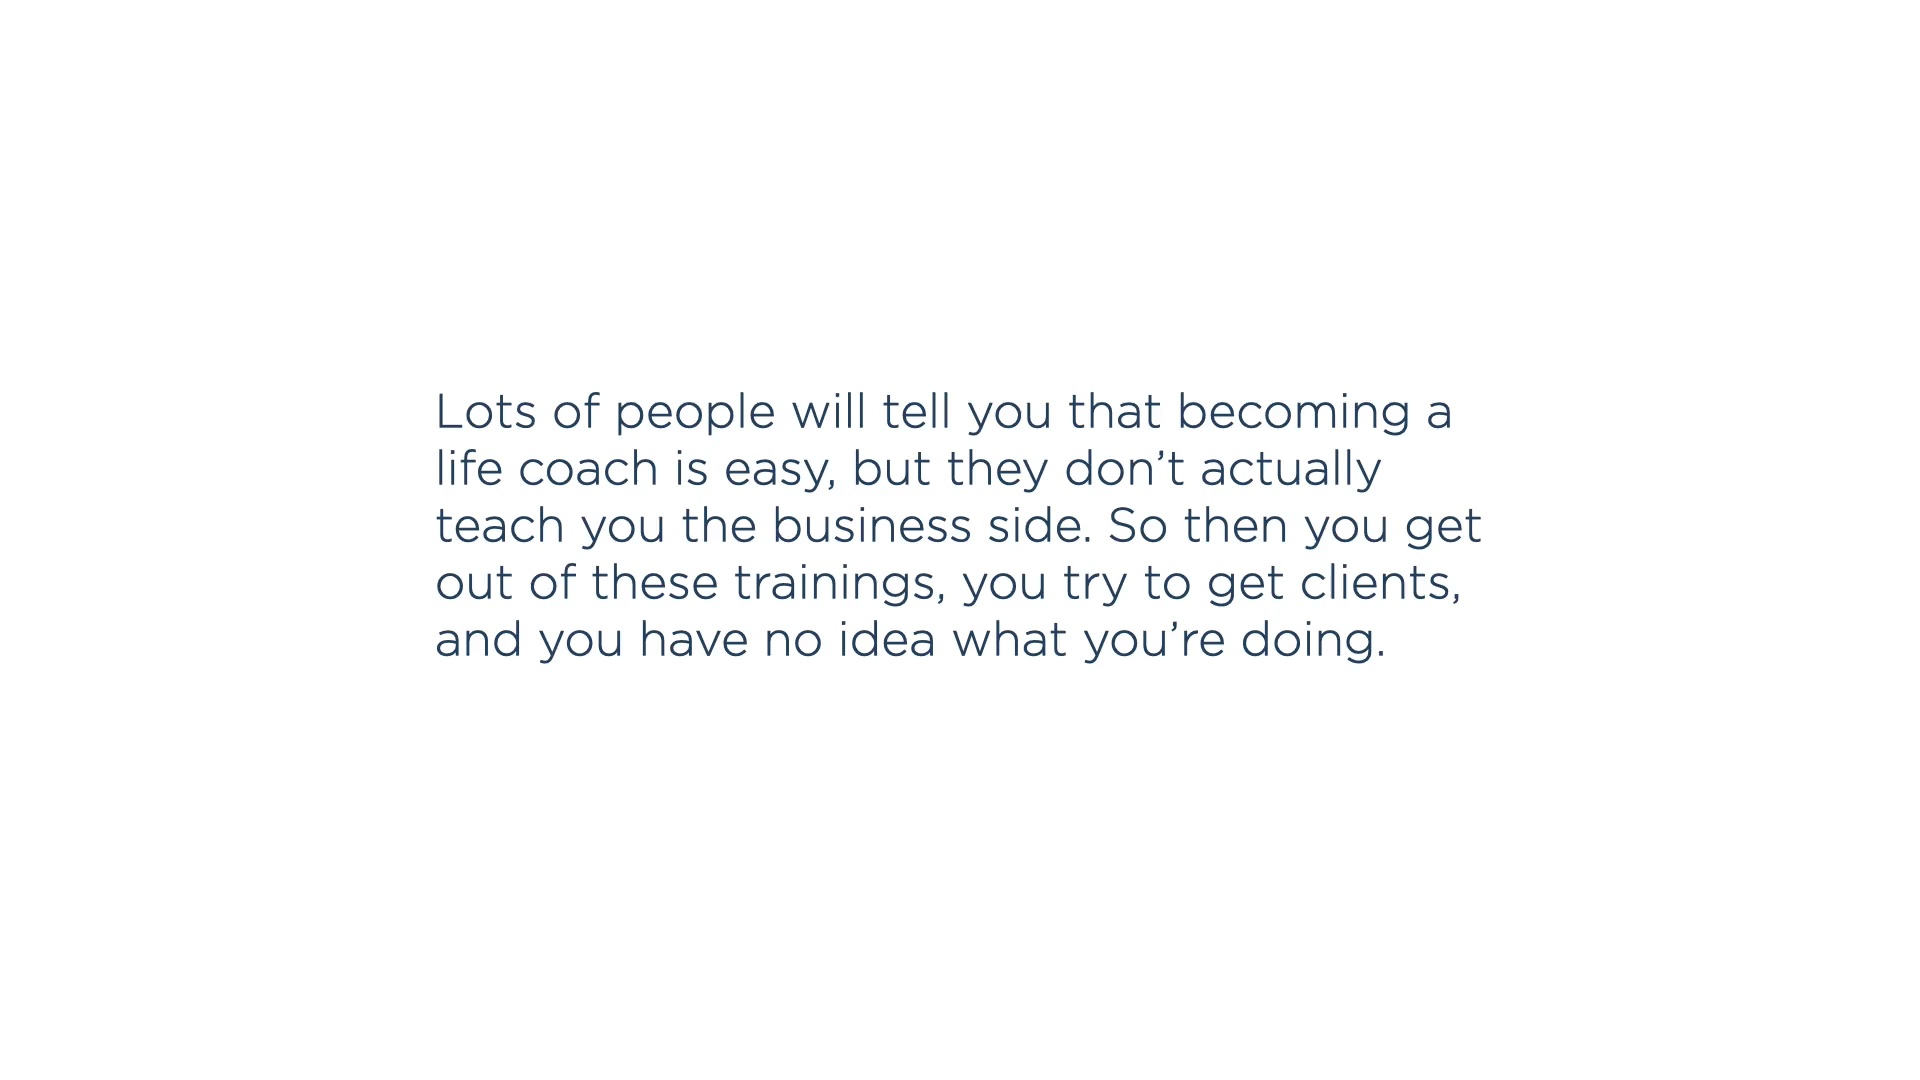 Lots of people will tell you that becoming a
life coach is easy, but they don’t actually
teach you the business side. So then you get
out of these trainings, you try to get clients,
and you have no idea what you’re doing.